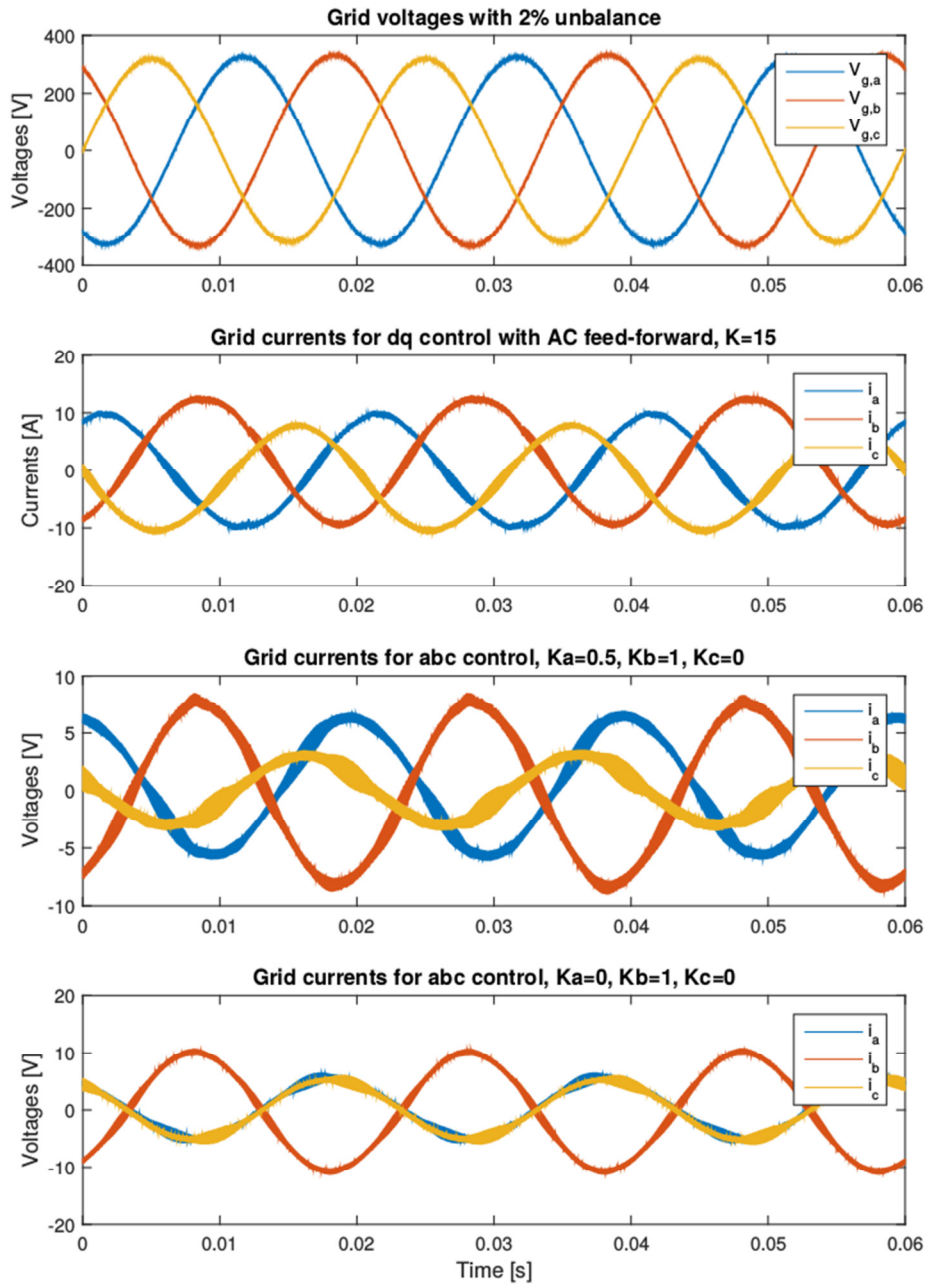 Grid voltages with 2% unbalance
400
200
0
-200
-400
Voltages [V]
V_g,a
V_g,b
V_g,c
0 0.01 0.02 0.03 0.04 0.05 0.06
Grid currents for dq control with AC feed-forward, K=15
20
10
0
-10
-20
Currents [A]
i_a
i_b
i_c
0 0.01 0.02 0.03 0.04 0.05 0.06
Grid currents for abc control, Ka=0.5, Kb=1, Kc=0
10
5
0
-5
-10
Voltages [V]
i_a
i_b
i_c
0 0.01 0.02 0.03 0.04 0.05 0.06
Grid currents for abc control, Ka=0, Kb=1, Kc=0
20
10
0
-10
-20
Voltages [V]
i_a
i_b
i_c
0 0.01 0.02 0.03 0.04 0.05 0.06
Time [s]